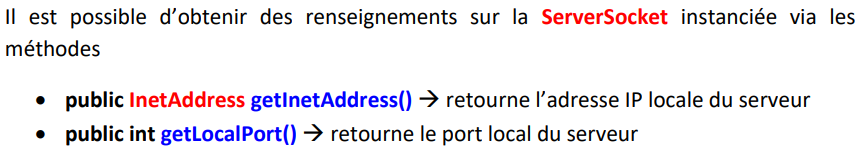 Il est possible d'obtenir des renseignements sur la ServerSocket instanciée via les
méthodes
• public InetAddress getInetAddress() → retourne l'adresse IP locale du serveur
• public int getLocalPort() → retourne le port local du serveur